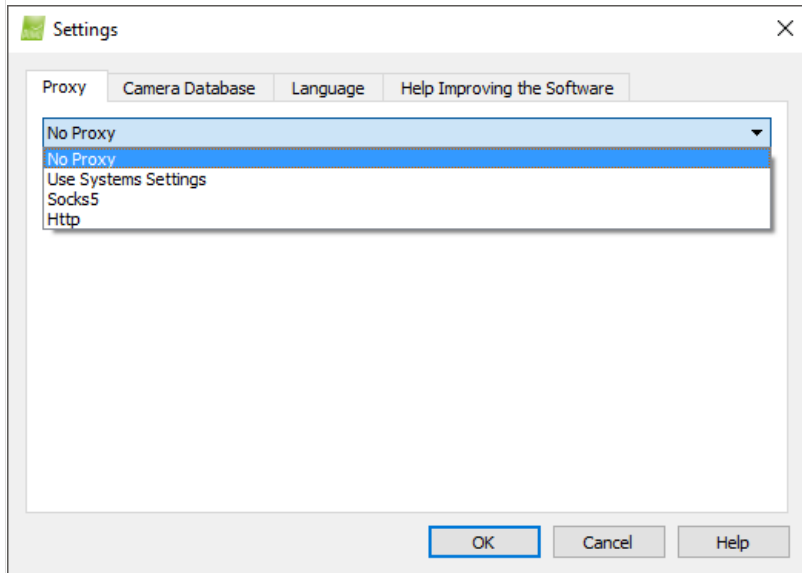 Settings
Proxy Camera Database Language Help Improving the Software
No Proxy
No Proxy
Use Systems Settings
Socks5
Http
OK Cancel Help